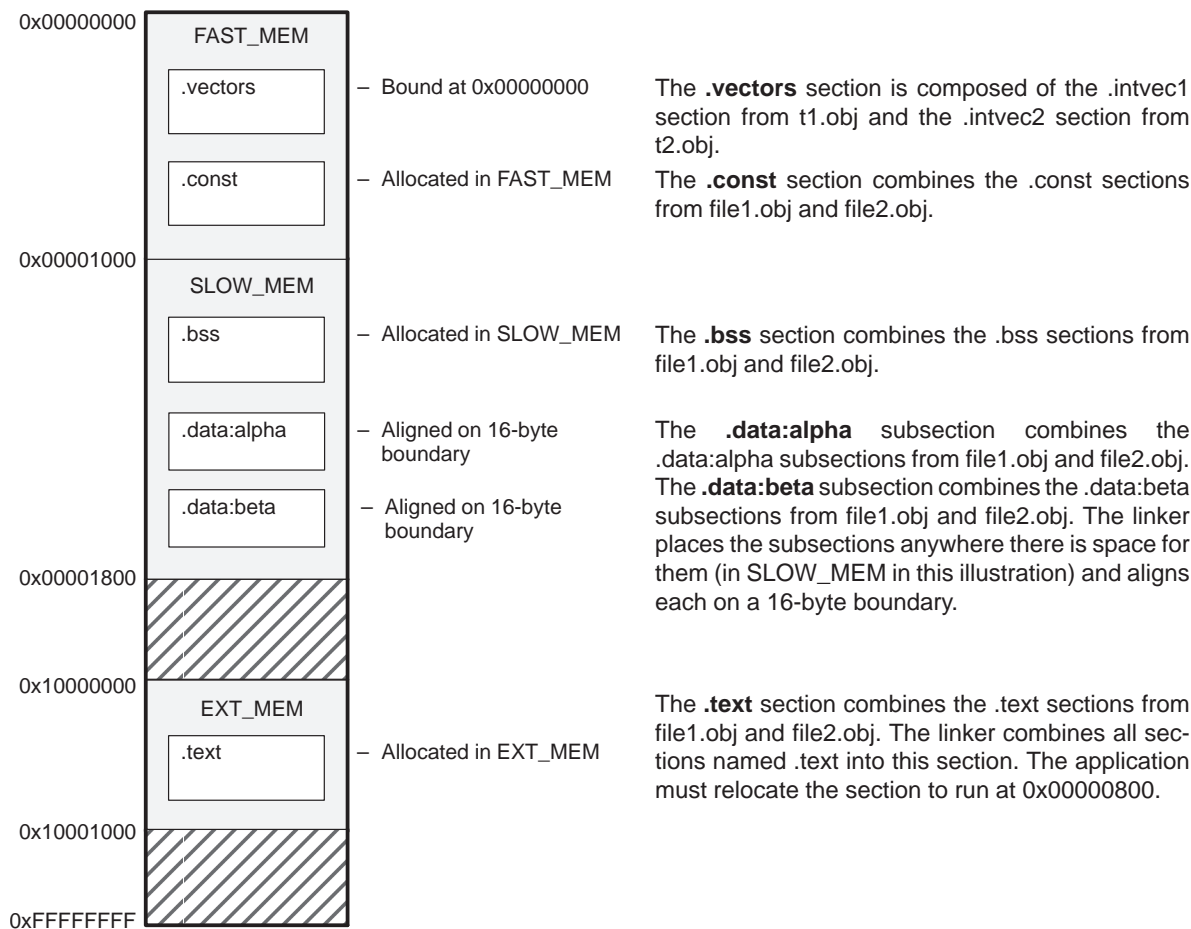 0x00000000
FAST_MEM
.vectors
– Bound at 0x00000000
The .vectors section is composed of the .intvec1
section from t1.obj and the .intvec2 section from
t2.obj.
.const
– Allocated in FAST_MEM
The .const section combines the .const sections
from file1.obj and file2.obj.
0x00001000
SLOW_MEM
.bss
– Allocated in SLOW_MEM
The .bss section combines the .bss sections from
file1.obj and file2.obj.
.data:alpha
– Aligned on 16-byte
boundary
The .data:alpha subsection combines the
.data:alpha subsections from file1.obj and file2.obj.
The .data:beta subsection combines the .data:beta
subsections from file1.obj and file2.obj. The linker
places the subsections anywhere there is space for
them (in SLOW_MEM in this illustration) and aligns
each on a 16-byte boundary.
.data:beta
– Aligned on 16-byte
boundary
0x00001800
0x10000000
EXT_MEM
.text
– Allocated in EXT_MEM
The .text section combines the .text sections from
file1.obj and file2.obj. The linker combines all sec-
tions named .text into this section. The application
must relocate the section to run at 0x00000800.
0x10001000
0xFFFFFFFF